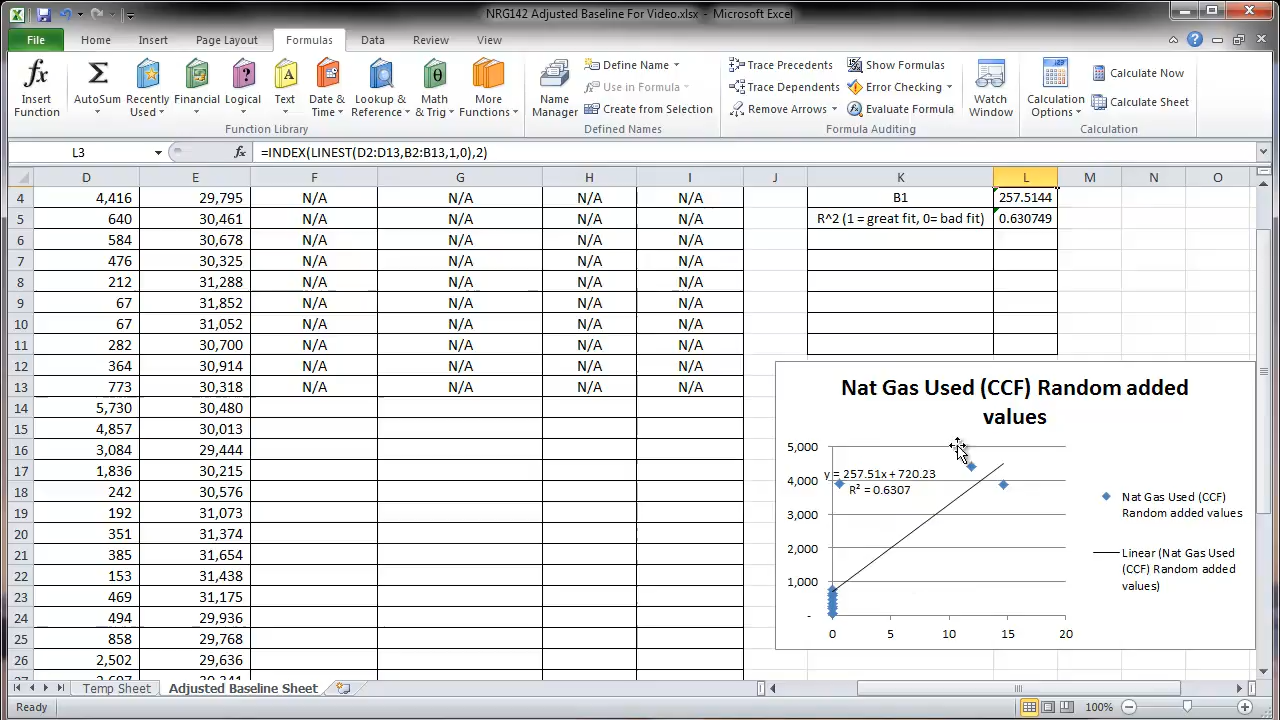 NRG142 Adjusted Baseline For Video.xlsx - Microsoft Excel
File Home Insert Page Layout Formulas Data Review View
fx Σ A θ
Insert Function
AutoSum
Recently Used
Financial
Logical
Text
Date & Time
Lookup & Reference
Math & Trig
More Functions
Function Library
Name Manager
Define Name
Use in Formula
Create from Selection
Defined Names
Trace Precedents
Trace Dependents
Remove Arrows
Show Formulas
Error Checking
Evaluate Formula
Formula Auditing
Watch Window
Calculation Options
Calculate Now
Calculate Sheet
Calculation
L3 fx =INDEX(LINEST(D2:D13,B2:B13,1,0),2)
D E F G H I J K L M N O
4 4,416 29,795 N/A N/A N/A N/A B1 257.5144
5 640 30,461 N/A N/A N/A N/A R^2 (1 = great fit, 0= bad fit) 0.630749
6 584 30,678 N/A N/A N/A N/A
7 476 30,325 N/A N/A N/A N/A
8 212 31,288 N/A N/A N/A N/A
9 67 31,852 N/A N/A N/A N/A
10 67 31,052 N/A N/A N/A N/A
11 282 30,700 N/A N/A N/A N/A
12 364 30,914 N/A N/A N/A N/A
13 773 30,318 N/A N/A N/A N/A
14 5,730 30,480
15 4,857 30,013
16 3,084 29,444
17 1,836 30,215
18 242 30,576
19 192 31,073
20 351 31,374
21 385 31,654
22 153 31,438
23 469 31,175
24 494 29,936
25 858 29,768
26 2,502 29,636
Nat Gas Used (CCF) Random added
values
5,000
4,000
3,000
2,000
1,000
-
0 5 10 15 20
y = 257.51x + 720.23
R² = 0.6307
Nat Gas Used (CCF)
Random added values
Linear (Nat Gas Used
(CCF) Random added
values)
Temp Sheet Adjusted Baseline Sheet
Ready 100%